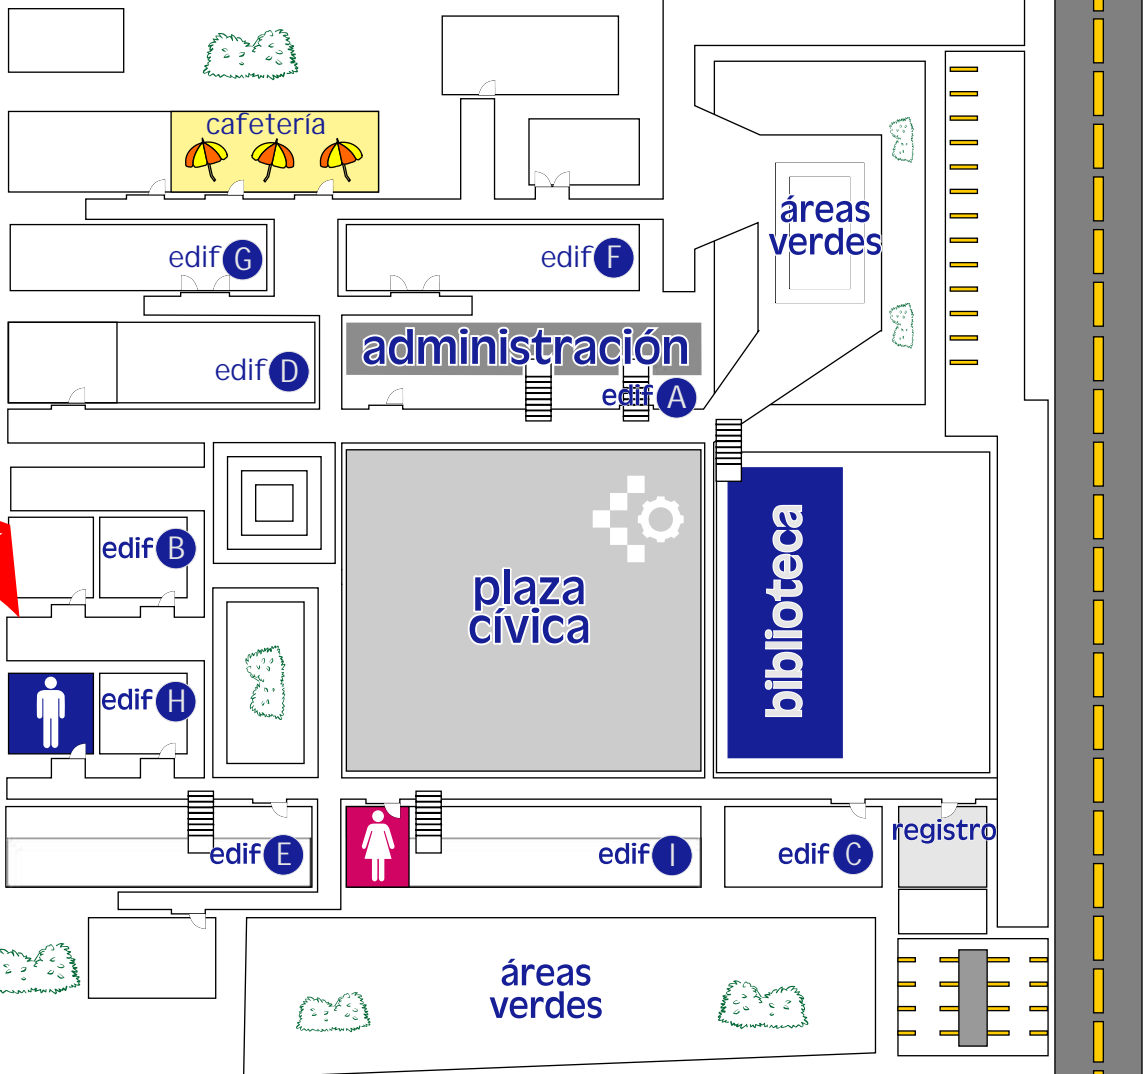 cafetería
áreas
verdes
edif G
edif F
administración
edif D
edif A
edif B
plaza
cívica
biblioteca
edif H
registro
edif E
edif I
edif C
áreas
verdes